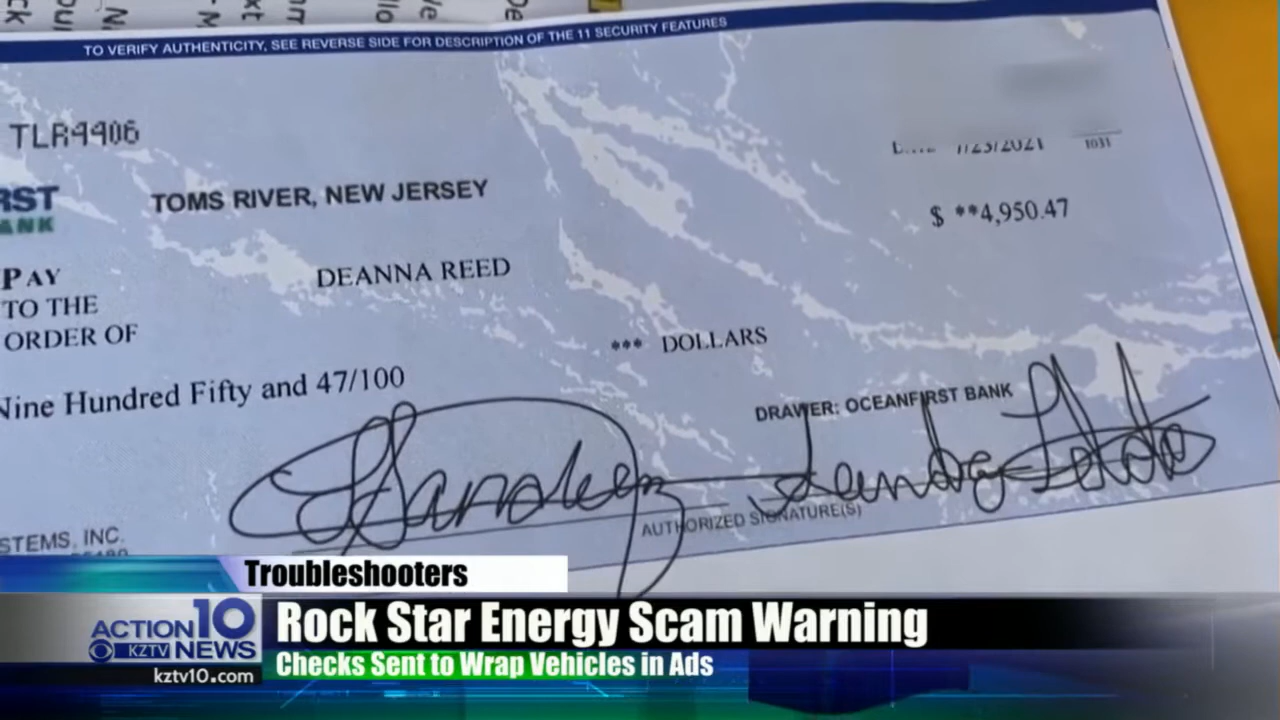 TO VERIFY AUTHENTICITY, SEE REVERSE SIDE FOR DESCRIPTION OF THE 11 SECURITY FEATURES
TLR4406
7/23/2021
1031
RST
ANK
TOMS RIVER, NEW JERSEY
$ **4,950.47
PAY
TO THE
ORDER OF
DEANNA REED
*** DOLLARS
Nine Hundred Fifty and 47/100
DRAWER: OCEANFIRST BANK
AUTHORIZED SIGNATURE(S)
STEMS, INC.
Troubleshooters
ACTION 10 NEWS
KZTV
kztv10.com
Rock Star Energy Scam Warning
Checks Sent to Wrap Vehicles in Ads